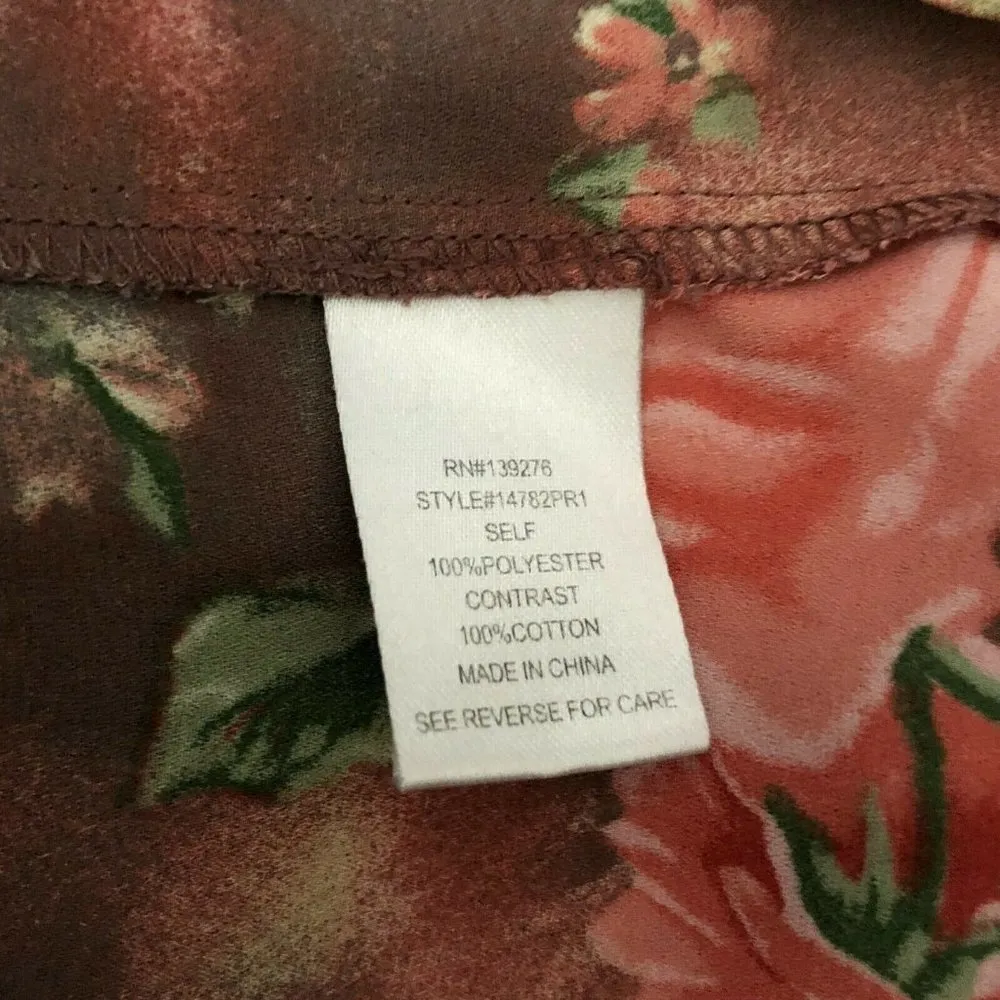 RN#139276
STYLE#14782PR1
SELF
100%POLYESTER
CONTRAST
100%COTTON
MADE IN CHINA
SEE REVERSE FOR CARE